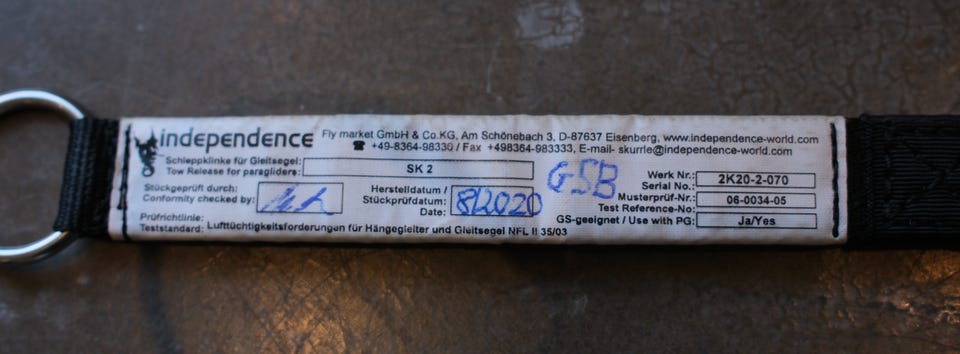 independence
Fly market GmbH & Co.KG, Am Schönebach 3, D-87637 Eisenberg, www.independence-world.com
☎ +49-8364-98330 / Fax +498364-983333, E-mail- skurrle@independence-world.com
Schleppklinke für Gleitsegel:
Tow Release for paragliders:
SK 2
Stückgeprüft durch:
Conformity checked by:
Herstelldatum /
Stückprüfdatum /
Date:
8/2020
GSB
Werk Nr.:
Serial No.:
2K20-2-070
Musterprüf-Nr.:
Test Reference-No:
06-0034-05
GS-geeignet / Use with PG:
Ja/Yes
Prüfrichtlinie:
Teststandard: Lufttüchtigkeitsforderungen für Hängegleiter und Gleitsegel NFL II 35/03